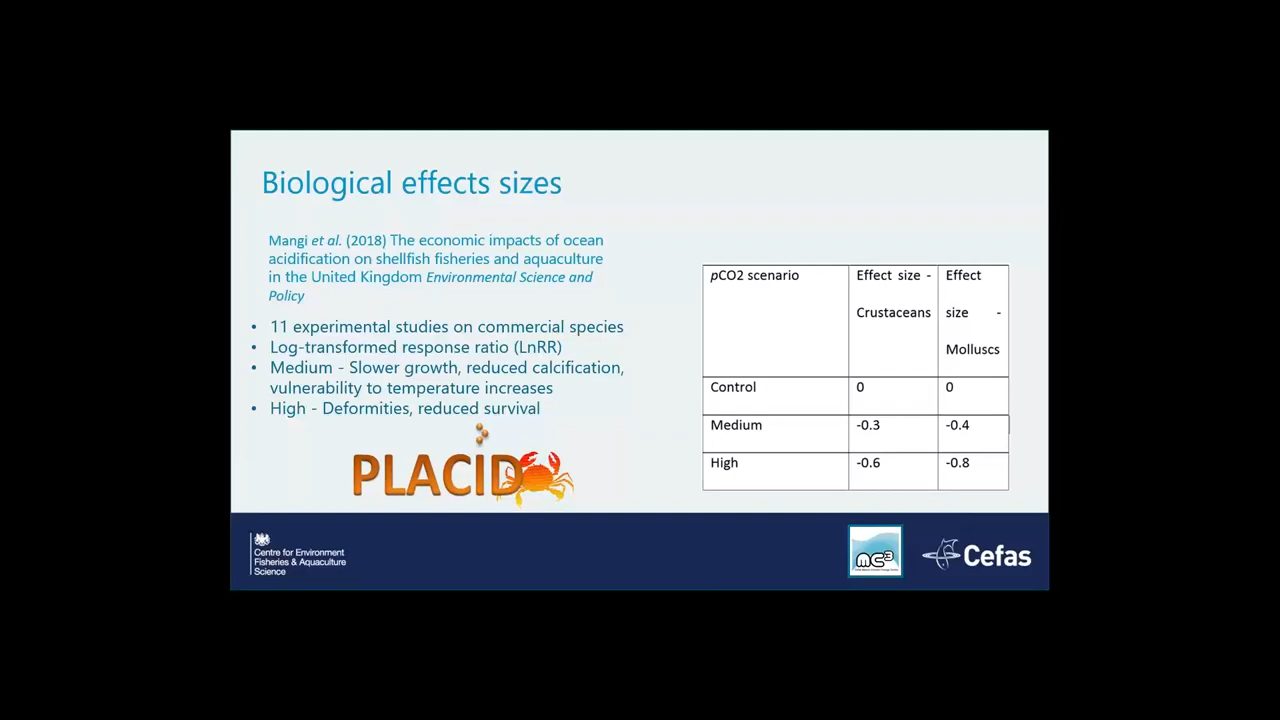 Biological effects sizes
Mangi et al. (2018) The economic impacts of ocean
acidification on shellfish fisheries and aquaculture
in the United Kingdom Environmental Science and
Policy
• 11 experimental studies on commercial species
• Log-transformed response ratio (LnRR)
• Medium - Slower growth, reduced calcification,
vulnerability to temperature increases
• High - Deformities, reduced survival
PLACID
pCO2 scenario
Effect size -
Crustaceans
Effect
size -
Molluscs
Control 0 0
Medium -0.3 -0.4
High -0.6 -0.8
Centre for Environment
Fisheries & Aquaculture
Science
mc3
Cefas